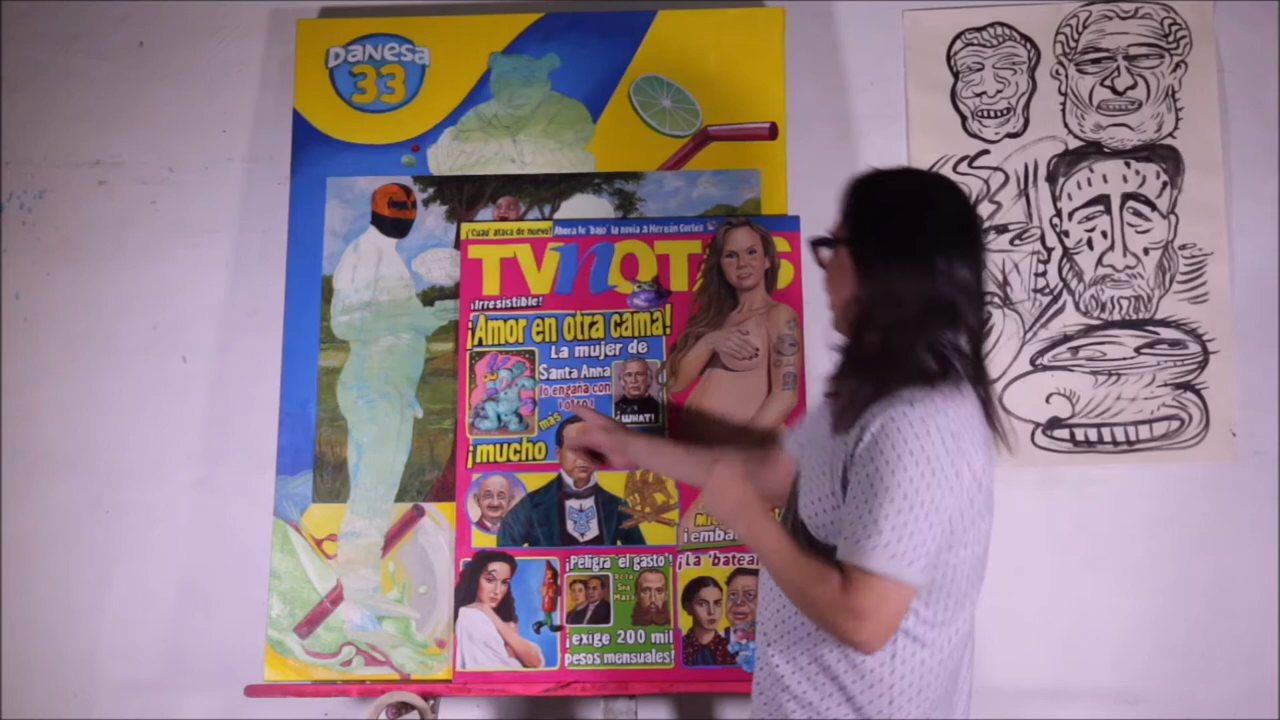 DANESA
33
¡'Cuau' ataca de nuevo! Ahora le 'bajo' la novia a Hernán Cortés
TVnOT S
¡Irresistible!
¡Amor en otra cama!
La mujer de
Santa Anna
lo engaña con
¡otro!
¡WHAT!
más
¡mucho
¡emba
¡Peligra 'el gasto'!
¡La 'batea
¡exige 200 mil
pesos mensuales!